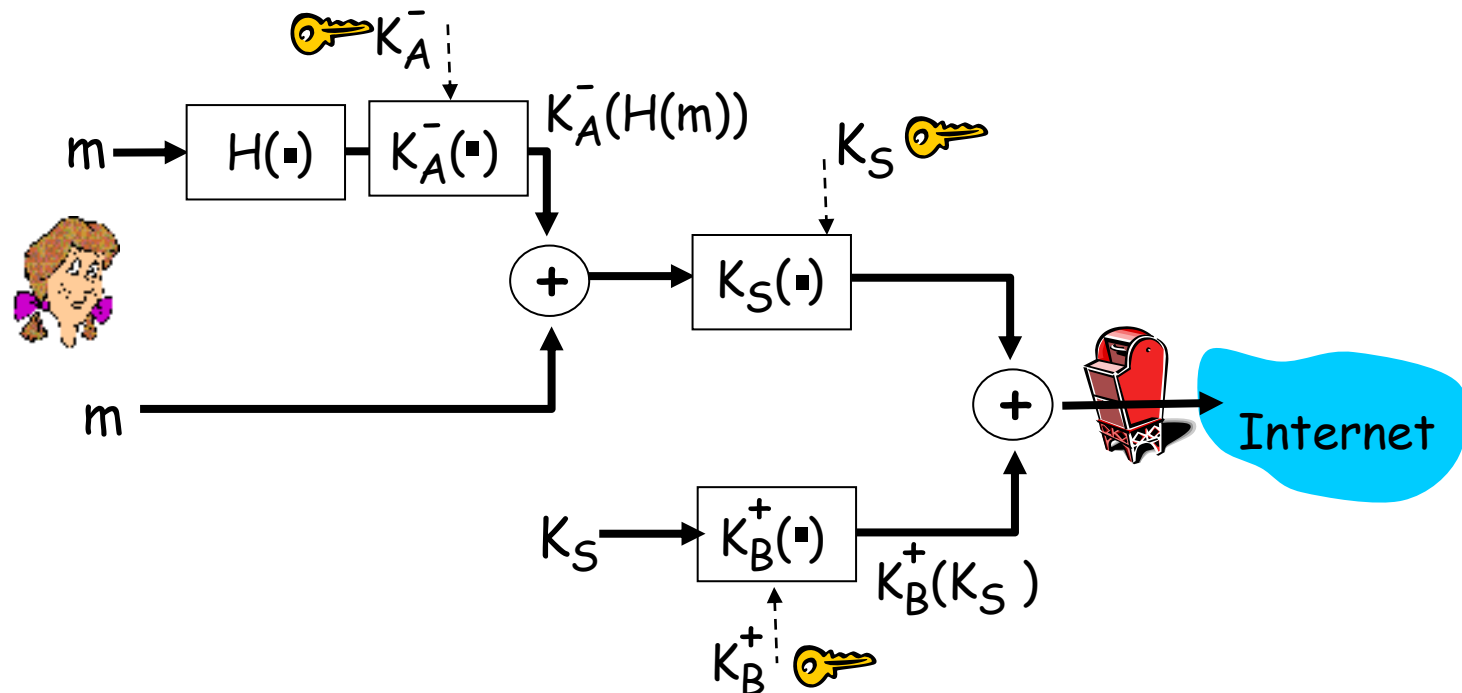 K_A^-
m
H(▪)
K_A^-(▪)
K_A^-(H(m))
K_S
+
K_S(▪)
m
+
Internet
K_S
K_B^+(▪)
K_B^+(K_S )
K_B^+